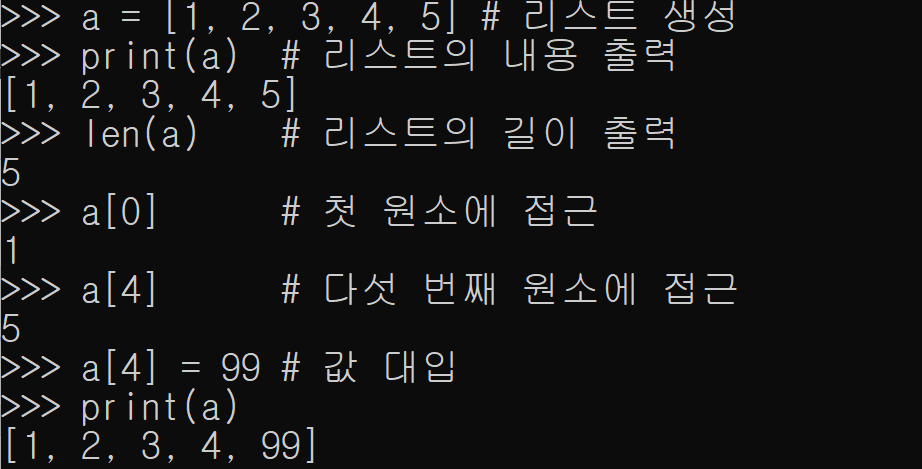 >>> a = [1, 2, 3, 4, 5] # 리스트 생성
>>> print(a)  # 리스트의 내용 출력
[1, 2, 3, 4, 5]
>>> len(a)    # 리스트의 길이 출력
5
>>> a[0]      # 첫 원소에 접근
1
>>> a[4]      # 다섯 번째 원소에 접근
5
>>> a[4] = 99 # 값 대입
>>> print(a)
[1, 2, 3, 4, 99]